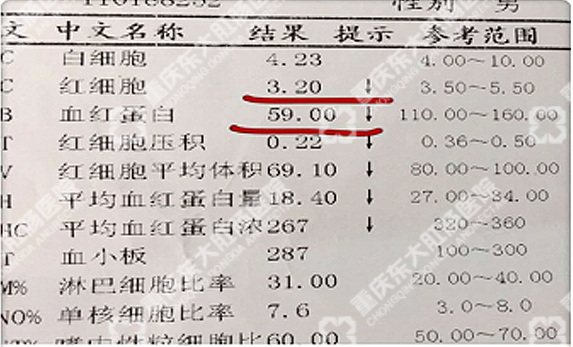 110188252 性别 男
文 中文名称 结果 提示 参考范围
C 白细胞 4.23 4.00～10.00
C 红细胞 3.20 ↓ 3.50～5.50
B 血红蛋白 59.00 ↓ 110.00～160.00
T 红细胞压积 0.22 ↓ 0.36～0.50
V 红细胞平均体积 69.10 ↓ 80.00～100.00
H 平均血红蛋白量 18.40 ↓ 27.00～34.00
HC 平均血红蛋白浓 267 ↓ 320～360
T 血小板 287 100～300
M% 淋巴细胞比率 31.00 20.00～40.00
NO% 单核细胞比率 7.6 3.0～8.0
嗜中性粒细胞比 60.00 50.00～70.00
重庆东大肛肠医院